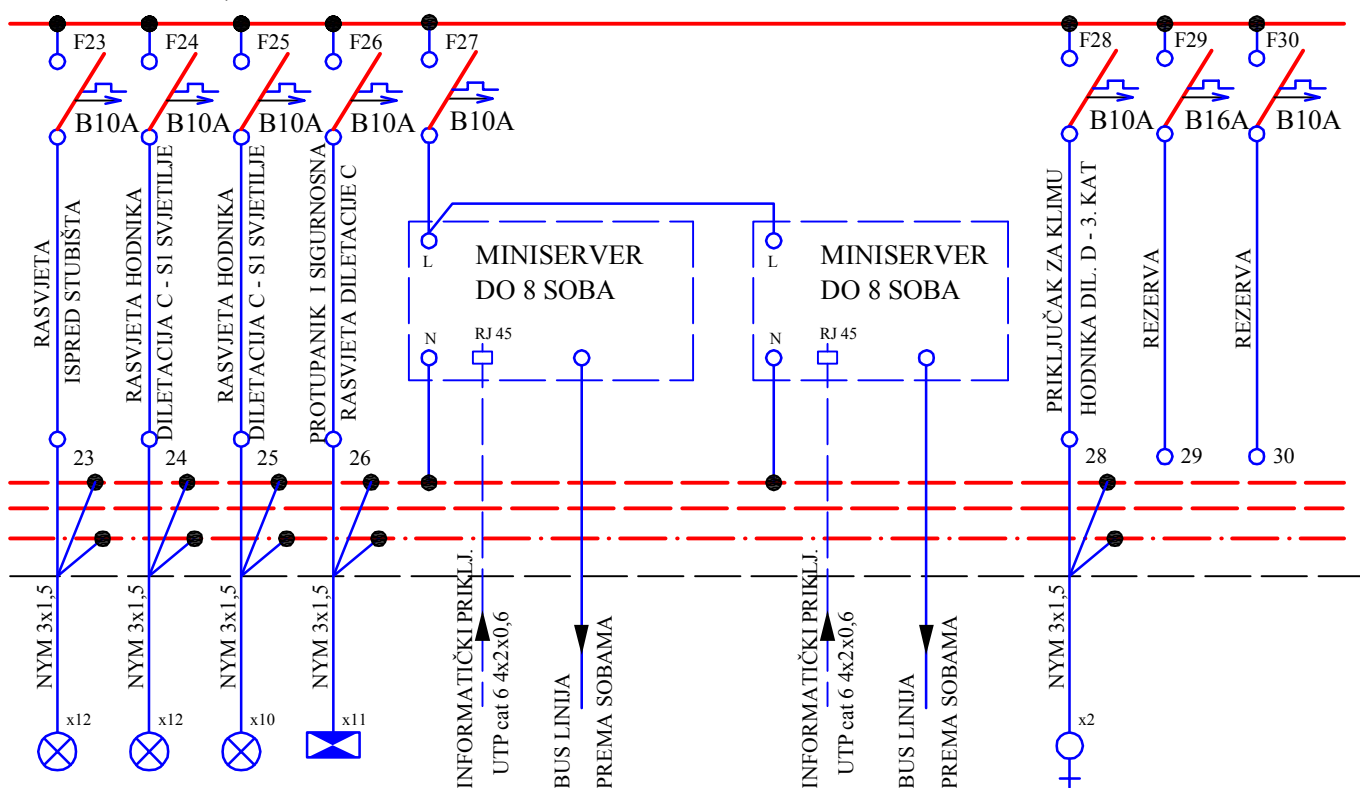 F23
F24
F25
F26
F27
F28
F29
F30
B10A
B10A
B10A
B10A
B10A
B10A
B16A
B10A
RASVJETA
ISPRED STUBIŠTA
RASVJETA HODNIKA
DILETACIJA C - S1 SVJETILJE
RASVJETA HODNIKA
DILETACIJA C - S1 SVJETILJE
PROTUPANIK I SIGURNOSNA
RASVJETA DILETACIJE C
L
MINISERVER
DO 8 SOBA
N
RJ 45
L
MINISERVER
DO 8 SOBA
N
RJ 45
PRIKLJUČAK ZA KLIMU
HODNIKA DIL. D - 3. KAT
REZERVA
REZERVA
23
24
25
26
28
29
30
NYM 3x1,5
NYM 3x1,5
NYM 3x1,5
NYM 3x1,5
INFORMATIČKI PRIKLJ.
UTP cat 6 4x2x0,6
BUS LINIJA
PREMA SOBAMA
INFORMATIČKI PRIKLJ.
UTP cat 6 4x2x0,6
BUS LINIJA
PREMA SOBAMA
NYM 3x1,5
x12
x12
x10
x11
x2